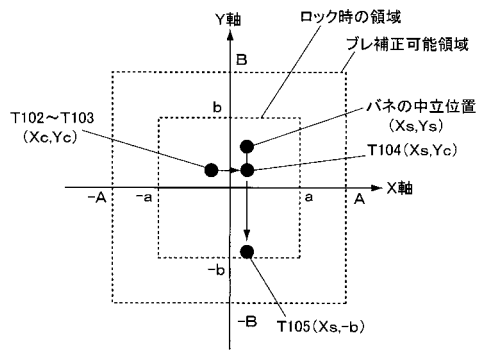 Y軸
ロック時の領域
ブレ補正可能領域
B
b
T102～T103
(Xc,Yc)
バネの中立位置
(Xs,Ys)
T104(Xs,Yc)
-A
-a
a
A
X軸
-b
-B
T105(Xs,-b)